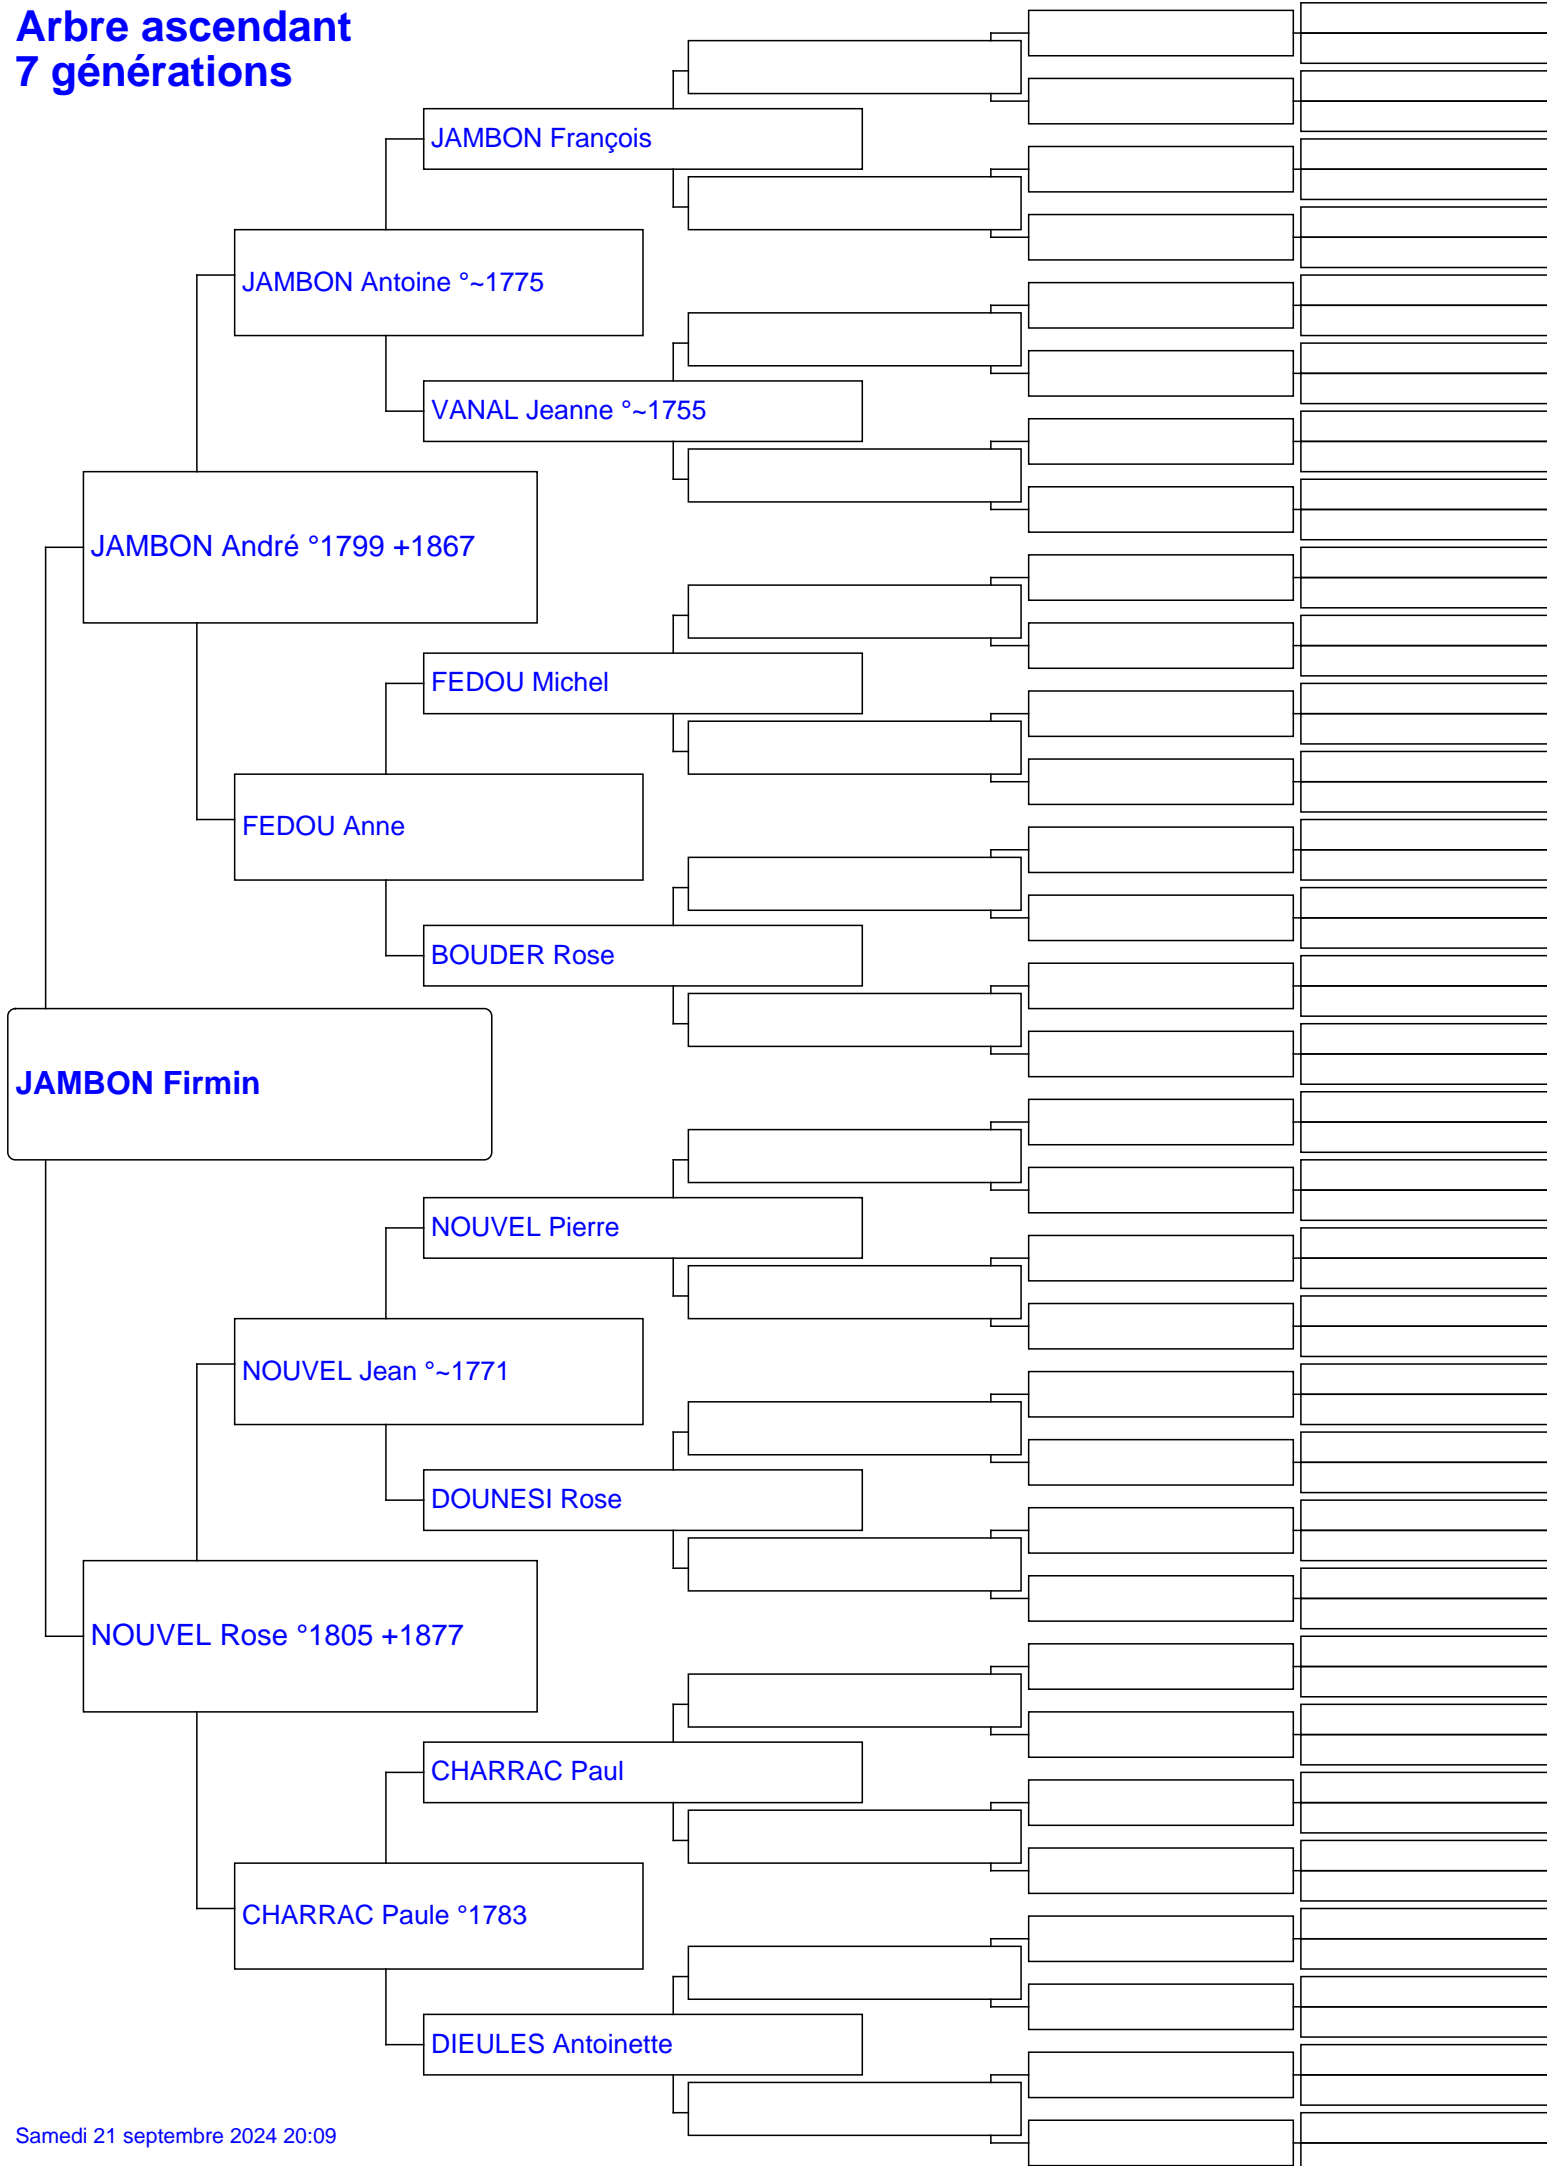 Arbre ascendant
7 générations
JAMBON François
JAMBON Antoine °~1775
VANAL Jeanne °~1755
JAMBON André °1799 +1867
FEDOU Michel
FEDOU Anne
BOUDER Rose
JAMBON Firmin
NOUVEL Pierre
NOUVEL Jean °~1771
DOUNESI Rose
NOUVEL Rose °1805 +1877
CHARRAC Paul
CHARRAC Paule °1783
DIEULES Antoinette
Samedi 21 septembre 2024 20:09